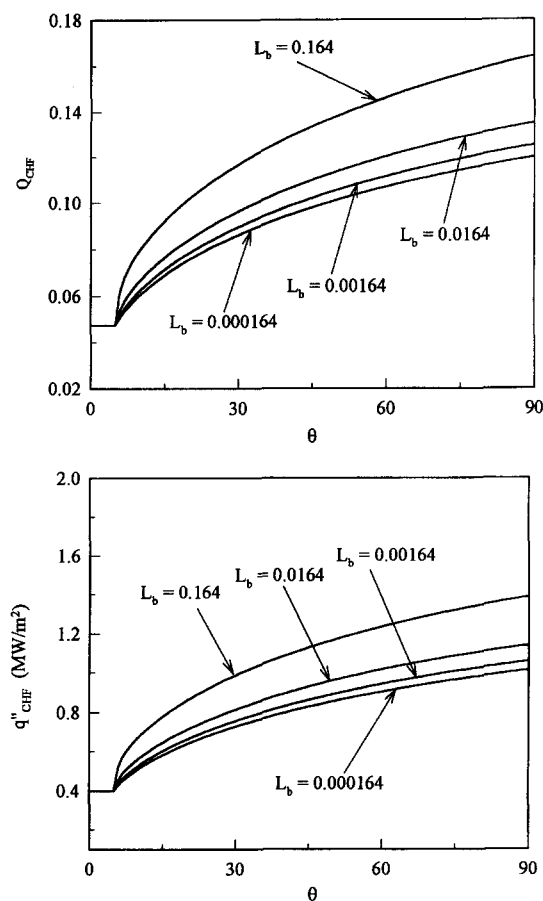 0.18
0.14
0.10
0.06
0.02
Q_CHF
L_b = 0.164
L_b = 0.0164
L_b = 0.00164
L_b = 0.000164
0 30 60 90
θ
2.0
1.6
1.2
0.8
0.4
q''_CHF (MW/m²)
L_b = 0.00164
L_b = 0.0164
L_b = 0.164
L_b = 0.000164
0 30 60 90
θ